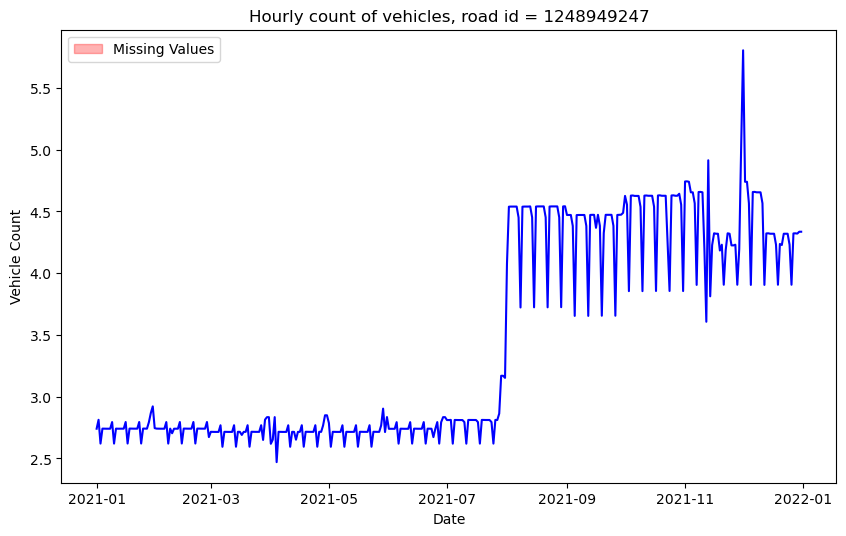 Hourly count of vehicles, road id = 1248949247
Missing Values
Vehicle Count
5.5
5.0
4.5
4.0
3.5
3.0
2.5
2021-01 2021-03 2021-05 2021-07 2021-09 2021-11 2022-01
Date